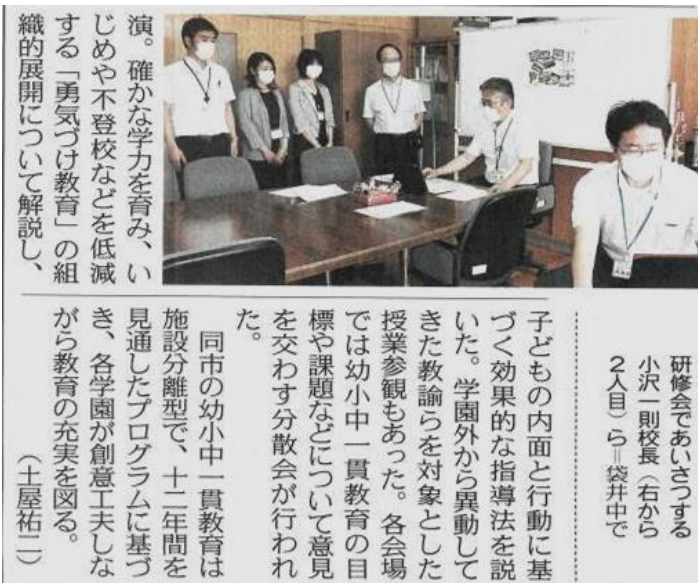 演。確かな学力を育み、い
じめや不登校などを低減
する「勇気づけ教育」の組
織的展開について解説し、
研修会であいさつする
小沢一則校長（右から
２人目）ら＝袋井中で
子どもの内面と行動に基
づく効果的な指導法を説
いた。学園外から異動して
きた教諭らを対象とした
授業参観もあった。各会場
では幼小中一貫教育の目
標や課題などについて意見
を交わす分散会が行われ
た。
同市の幼小中一貫教育は
施設分離型で、十二年間を
見通したプログラムに基づ
き、各学園が創意工夫しな
がら教育の充実を図る。
（土屋祐二）